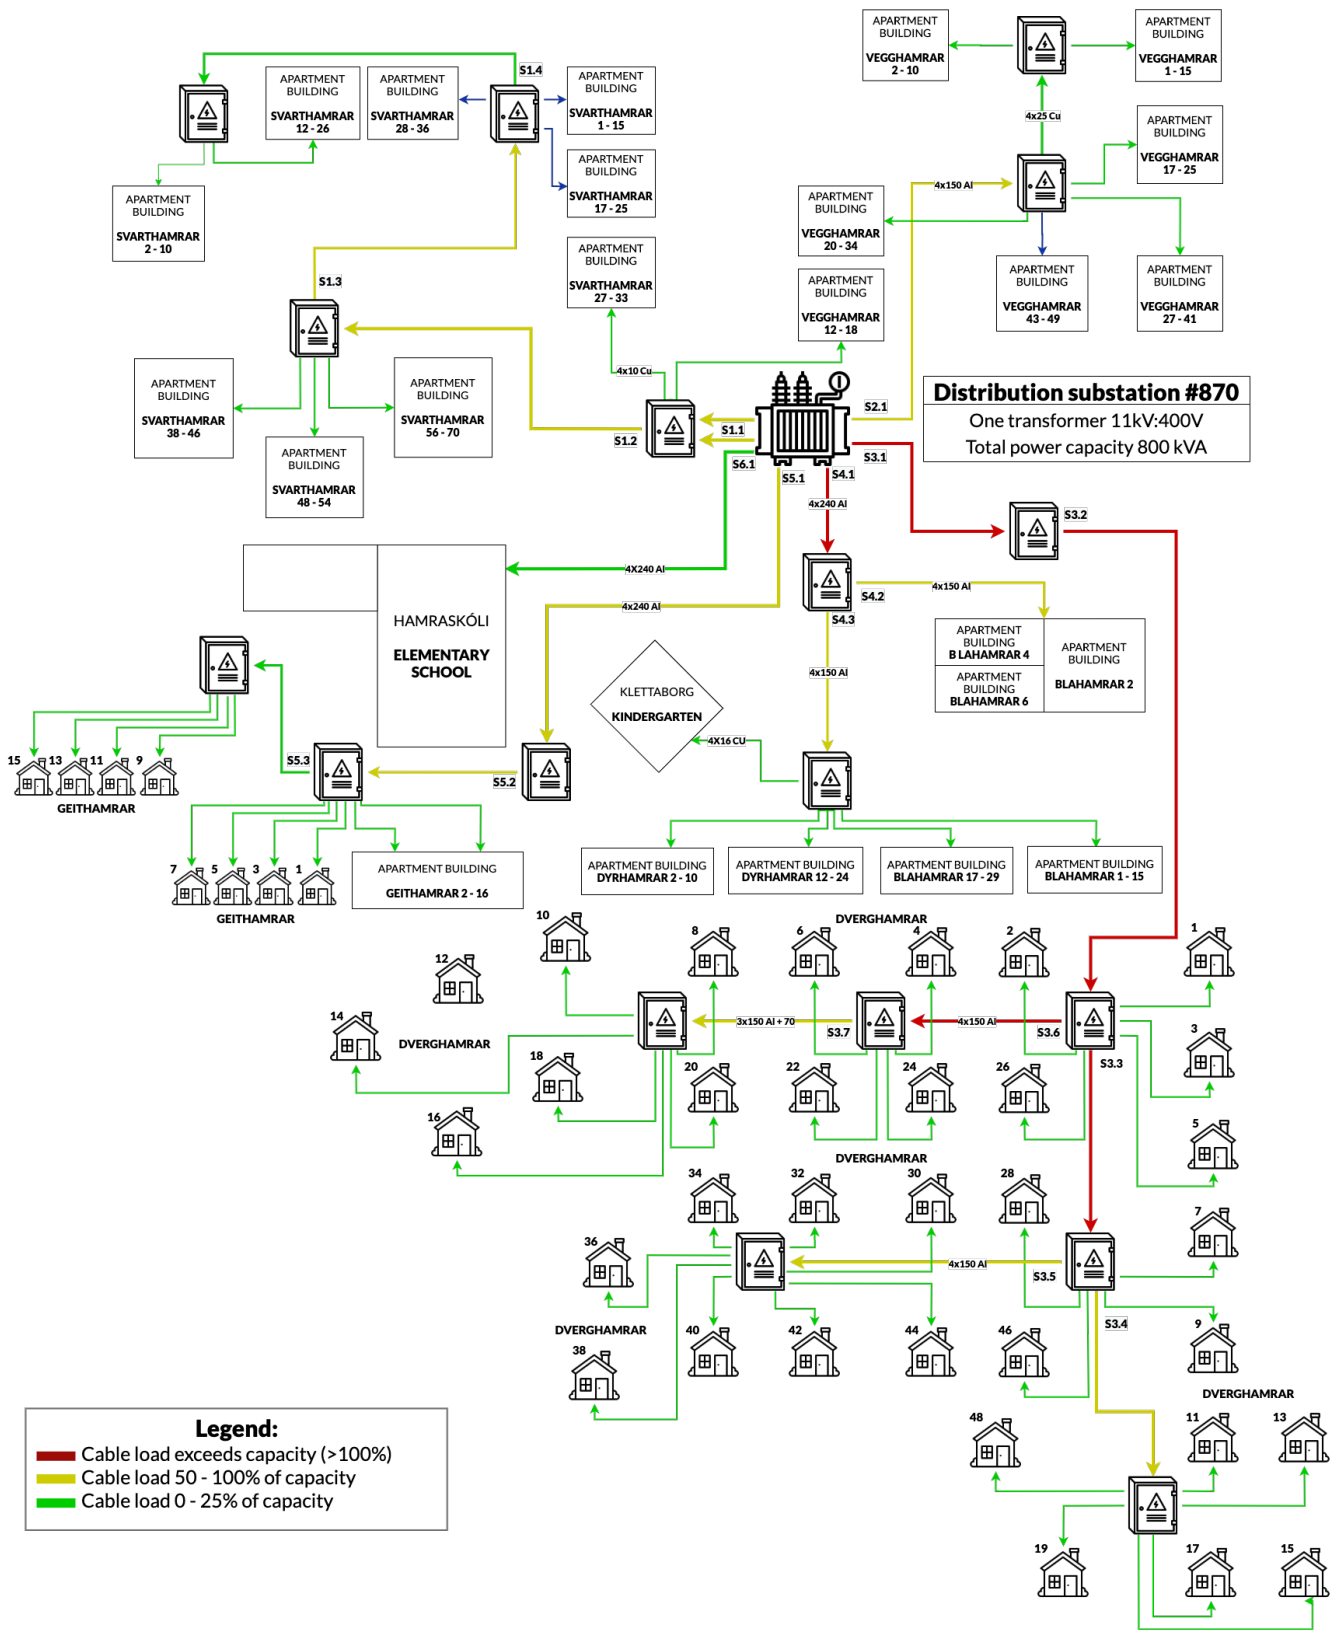 APARTMENT
BUILDING
VEGGHAMRAR
2 - 10
APARTMENT
BUILDING
VEGGHAMRAR
1 - 15
S1.4
APARTMENT
BUILDING
SVARTHAMRAR
12 - 26
APARTMENT
BUILDING
SVARTHAMRAR
28 - 36
APARTMENT
BUILDING
SVARTHAMRAR
1 - 15
4x25 Cu
APARTMENT
BUILDING
VEGGHAMRAR
17 - 25
APARTMENT
BUILDING
SVARTHAMRAR
17 - 25
4x150 Al
APARTMENT
BUILDING
SVARTHAMRAR
2 - 10
APARTMENT
BUILDING
VEGGHAMRAR
20 - 34
APARTMENT
BUILDING
SVARTHAMRAR
27 - 33
APARTMENT
BUILDING
VEGGHAMRAR
12 - 18
APARTMENT
BUILDING
VEGGHAMRAR
43 - 49
APARTMENT
BUILDING
VEGGHAMRAR
27 - 41
S1.3
APARTMENT
BUILDING
SVARTHAMRAR
38 - 46
APARTMENT
BUILDING
SVARTHAMRAR
56 - 70
APARTMENT
BUILDING
SVARTHAMRAR
48 - 54
4x10 Cu
S1.2
S1.1
S2.1
S3.1
S6.1
S5.1
S4.1
Distribution substation #870
One transformer 11kV:400V
Total power capacity 800 kVA
4x240 Al
S3.2
4X240 Al
4x240 Al
S4.2
4x150 Al
S4.3
HAMRASKÓLI
ELEMENTARY
SCHOOL
APARTMENT
BUILDING
B LAHAMRAR 4
APARTMENT
BUILDING
BLAHAMRAR 6
APARTMENT
BUILDING
BLAHAMRAR 2
4x150 Al
KLETTABORG
KINDERGARTEN
4X16 CU
S5.3
S5.2
15
13
11
9
GEITHAMRAR
7
5
3
1
GEITHAMRAR
APARTMENT BUILDING
GEITHAMRAR 2 - 16
APARTMENT BUILDING
DYRHAMRAR 2 - 10
APARTMENT BUILDING
DYRHAMRAR 12 - 24
APARTMENT BUILDING
BLAHAMRAR 17 - 29
APARTMENT BUILDING
BLAHAMRAR 1 - 15
DVERGHAMRAR
10
8
6
4
2
1
12
14
DVERGHAMRAR
3x150 Al + 70
S3.7
4x150 Al
S3.6
S3.3
3
18
20
22
24
26
16
5
DVERGHAMRAR
34
32
30
28
7
36
4x150 Al
S3.5
S3.4
DVERGHAMRAR
40
42
44
46
9
38
DVERGHAMRAR
48
11
13
19
17
15
Legend:
Cable load exceeds capacity (>100%)
Cable load 50 - 100% of capacity
Cable load 0 - 25% of capacity